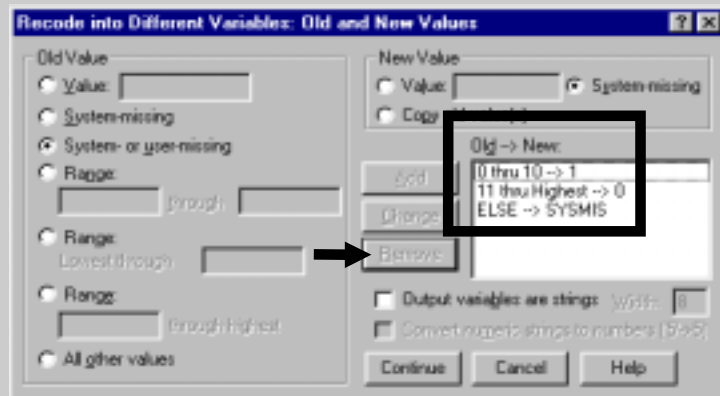 Recode into Different Variables: Old and New Values
Old Value
Value:
System-missing
System- or user-missing
Range:
through
Range:
Lowest through
Range:
through highest
All other values
New Value
Value:
System-missing
Copy
Old --> New:
Add
Change
Remove
0 thru 10 --> 1
11 thru Highest --> 0
ELSE --> SYSMIS
Output variables are strings
Width: 8
Convert numeric strings to numbers ('5'->5)
Continue
Cancel
Help